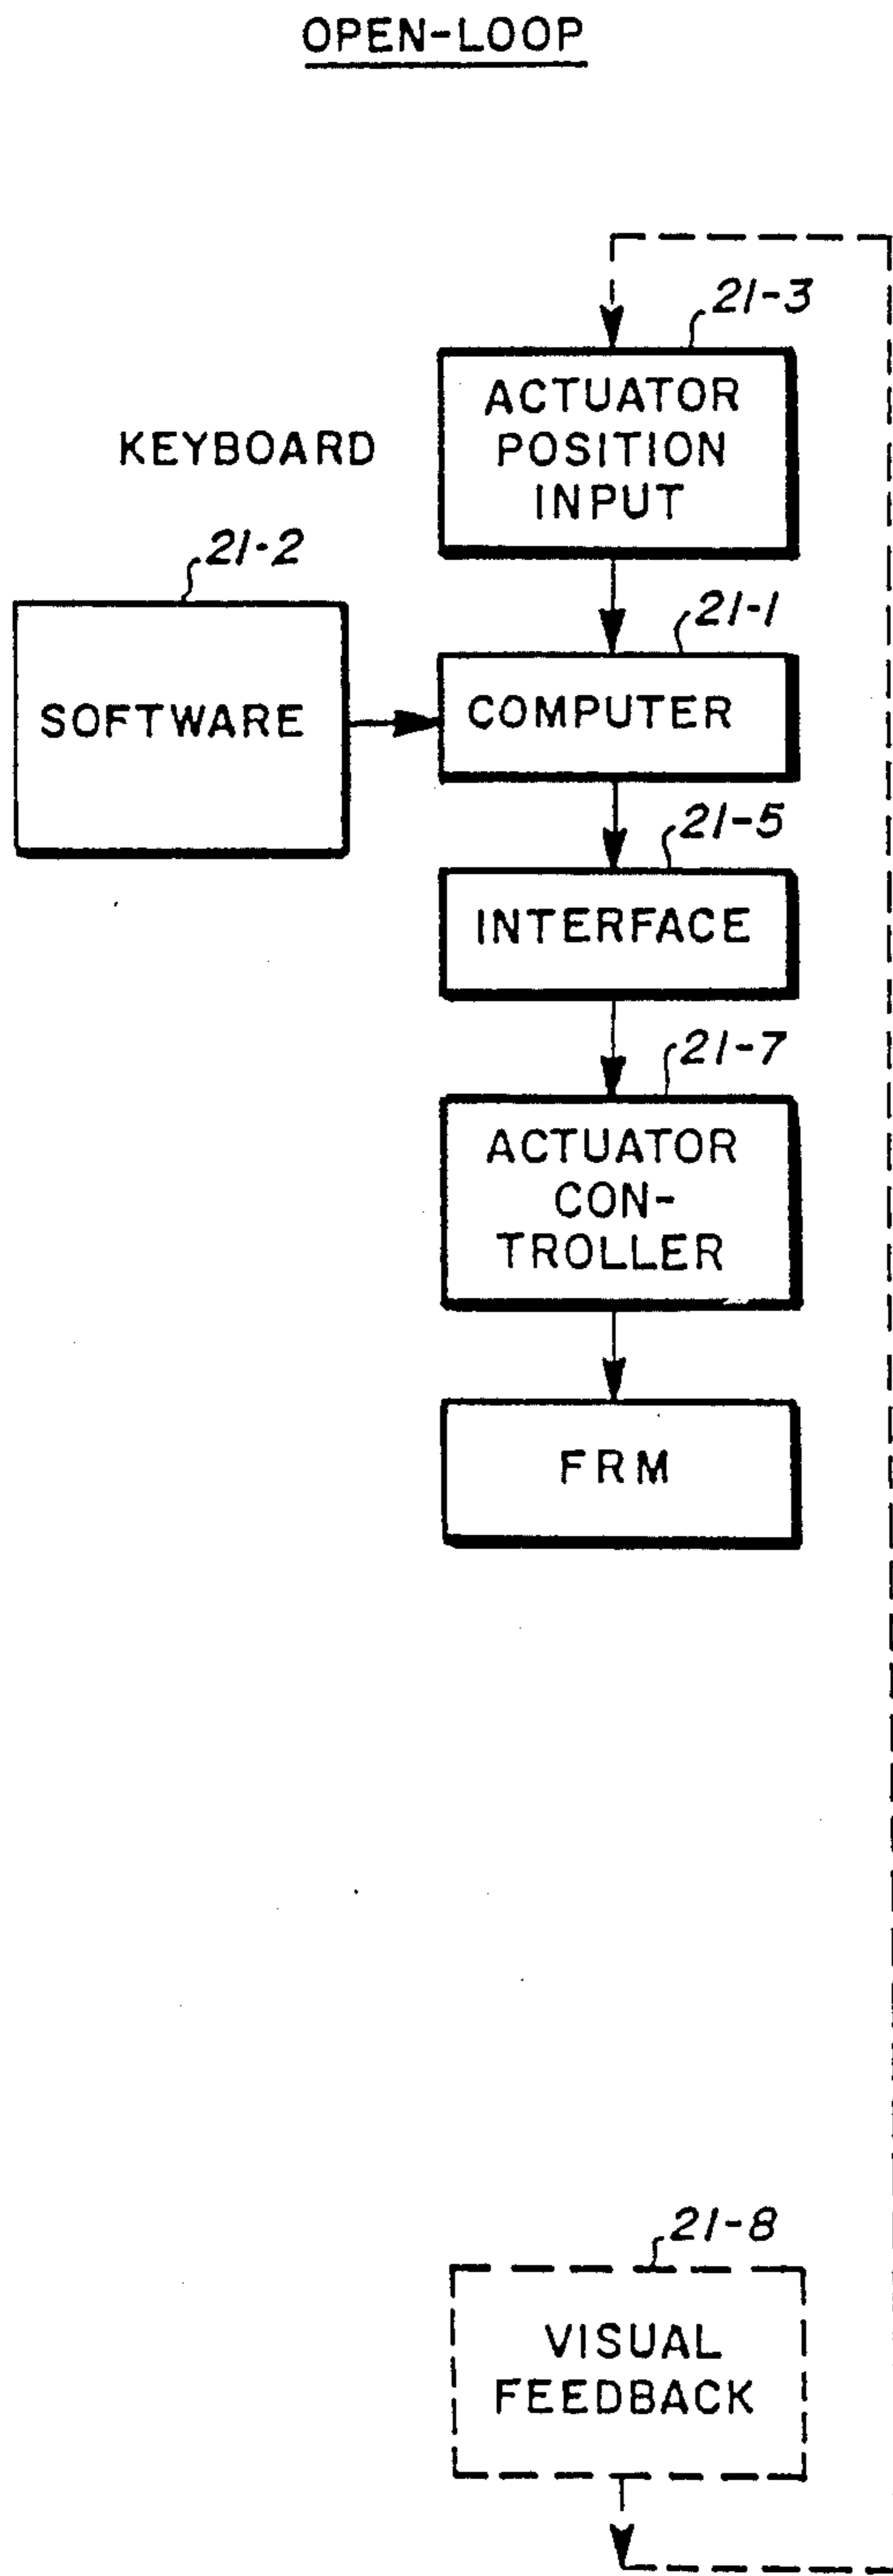 OPEN-LOOP
21-3
ACTUATOR
POSITION
INPUT
KEYBOARD
21-2
SOFTWARE
21-1
COMPUTER
21-5
INTERFACE
21-7
ACTUATOR
CON-
TROLLER
FRM
21-8
VISUAL
FEEDBACK